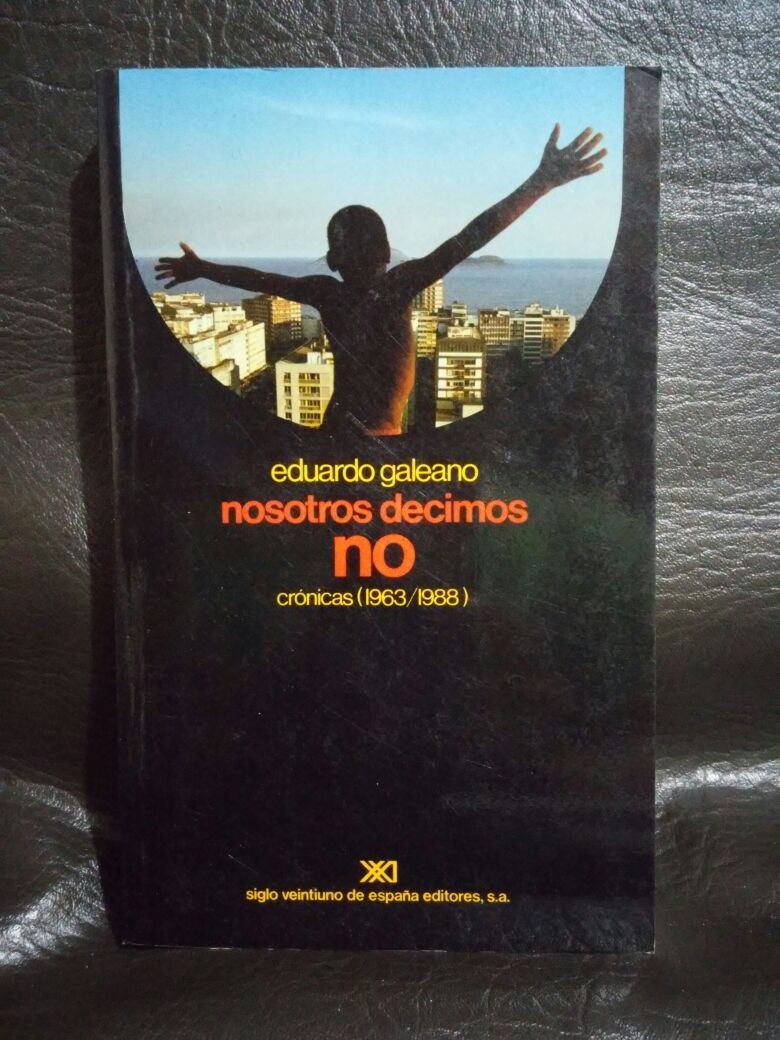 eduardo galeano
nosotros decimos
no
crónicas (1963/1988)
XXI
siglo veintiuno de españa editores, s.a.